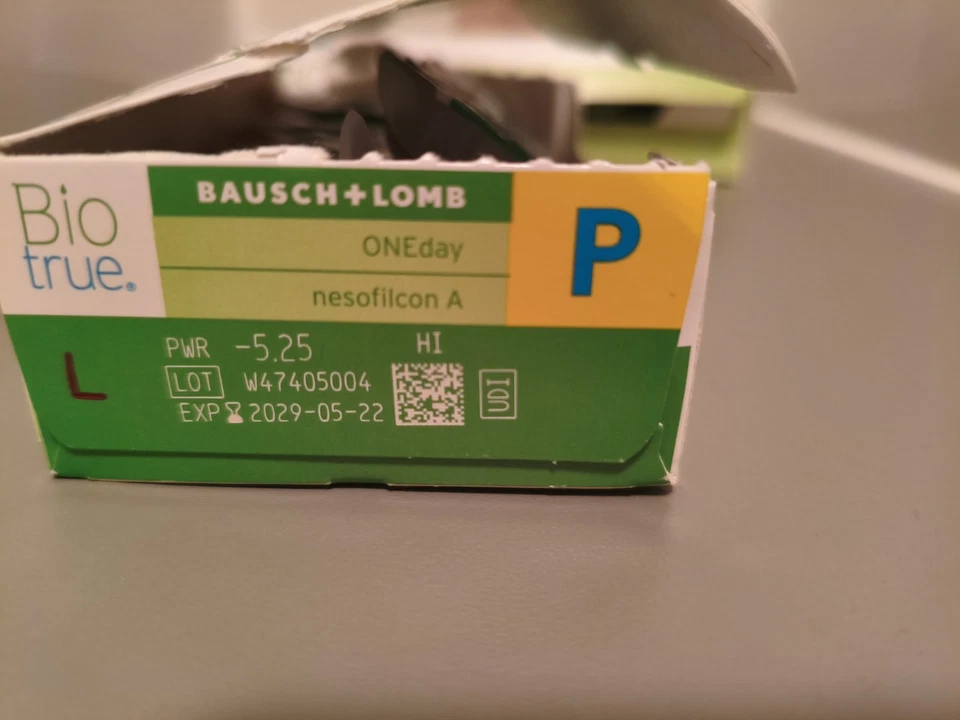 Bio
true®
BAUSCH+LOMB
ONEday
nesofilcon A
P
L
PWR -5.25 HI
LOT W47405004
EXP 2029-05-22
UDI